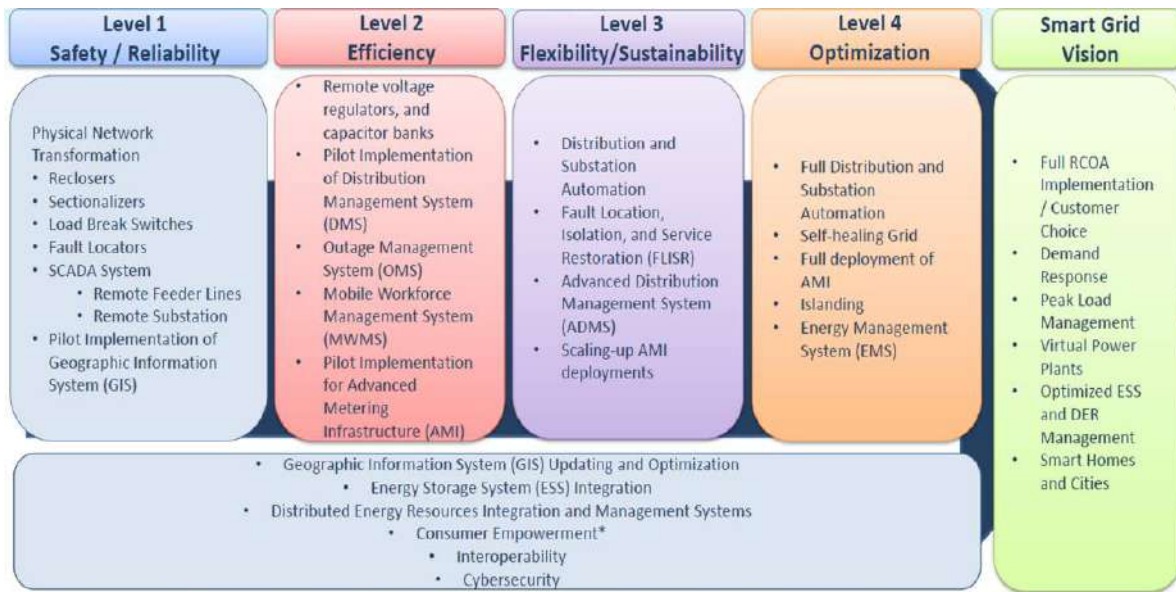 Level 1
Safety / Reliability
Level 2
Efficiency
Level 3
Flexibility/Sustainability
Level 4
Optimization
Smart Grid
Vision
Physical Network
Transformation
• Reclosers
• Sectionalizers
• Load Break Switches
• Fault Locators
• SCADA System
• Remote Feeder Lines
• Remote Substation
• Pilot Implementation of
Geographic Information
System (GIS)
• Remote voltage
regulators, and
capacitor banks
• Pilot Implementation
of Distribution
Management System
(DMS)
• Outage Management
System (OMS)
• Mobile Workforce
Management System
(MWMS)
• Pilot Implementation
for Advanced
Metering
Infrastructure (AMI)
• Distribution and
Substation
Automation
• Fault Location,
Isolation, and Service
Restoration (FLISR)
• Advanced Distribution
Management System
(ADMS)
• Scaling-up AMI
deployments
• Full Distribution and
Substation
Automation
• Self-healing Grid
• Full deployment of
AMI
• Islanding
• Energy Management
System (EMS)
• Full RCOA
Implementation
/ Customer
Choice
• Demand
Response
• Peak Load
Management
• Virtual Power
Plants
• Optimized ESS
and DER
Management
• Smart Homes
and Cities
• Geographic Information System (GIS) Updating and Optimization
• Energy Storage System (ESS) Integration
• Distributed Energy Resources Integration and Management Systems
• Consumer Empowerment*
• Interoperability
• Cybersecurity